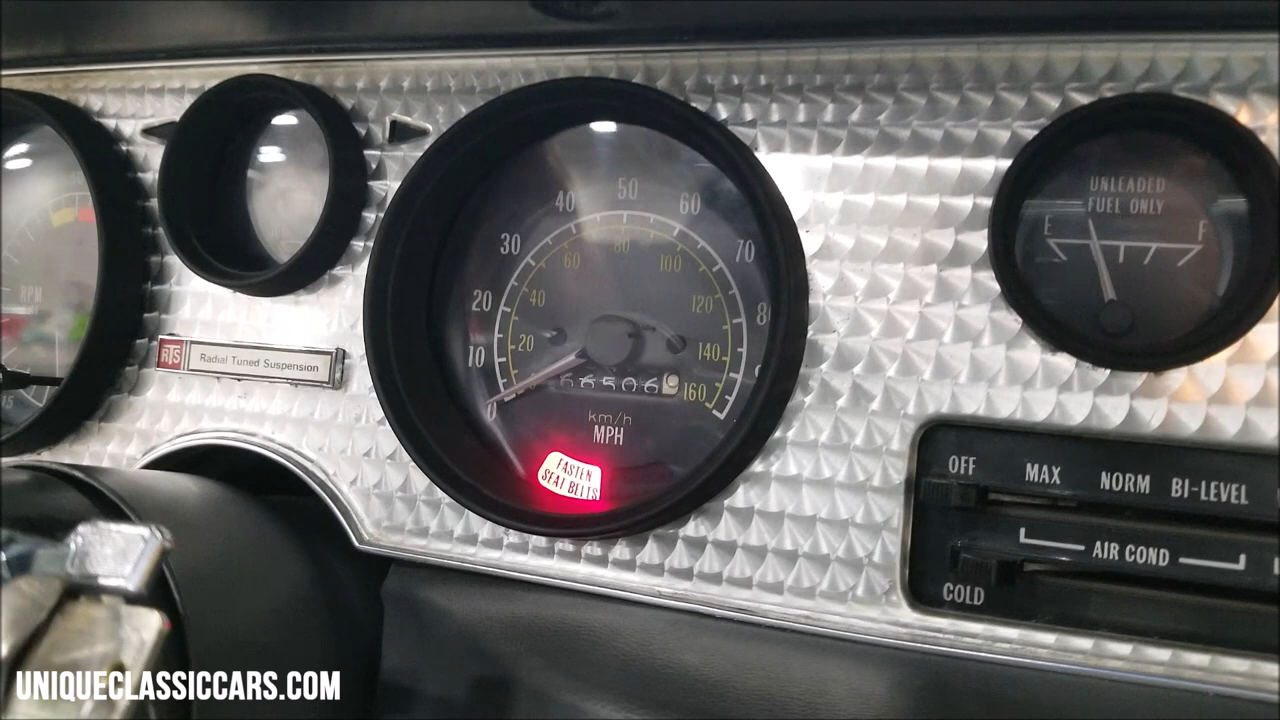 50
40
60
30
70
80
100
60
20
40
120
10
20
140
160
0
km/h
MPH
FASTEN
SEAT BELTS
RPM
15
RTS Radial Tuned Suspension
UNLEADED
FUEL ONLY
E F
OFF MAX NORM BI-LEVEL
AIR COND
COLD
UNIQUECLASSICCARS.COM